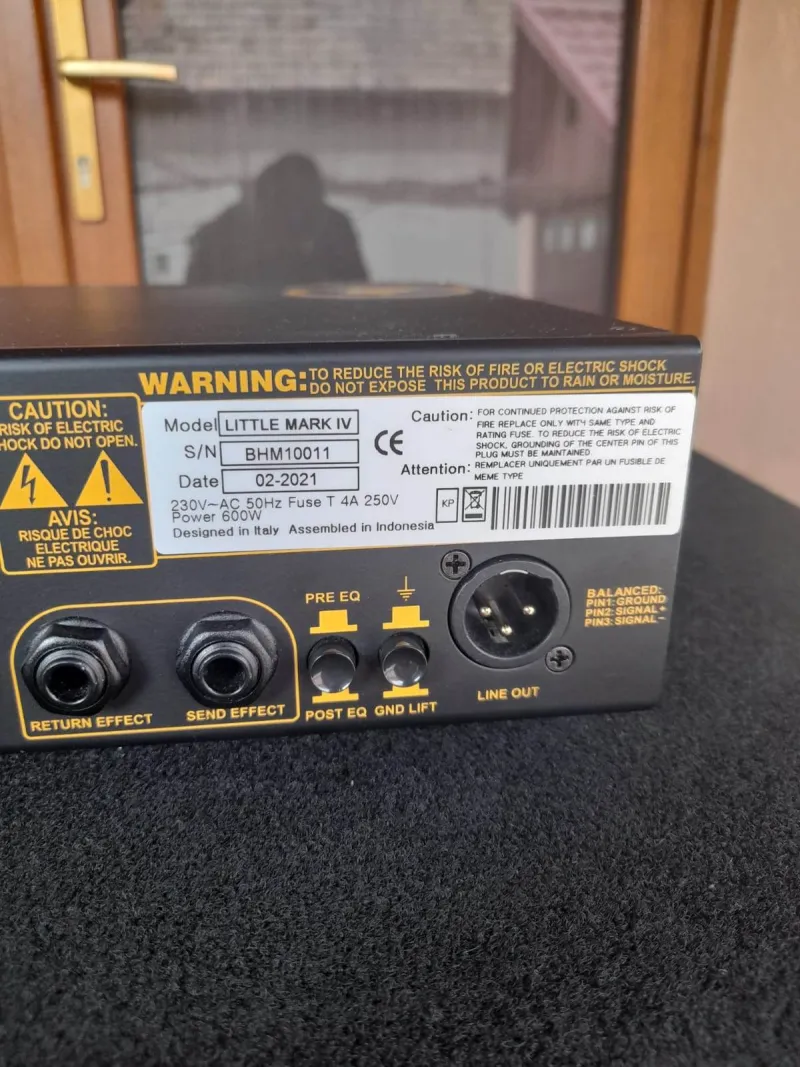 WARNING: TO REDUCE THE RISK OF FIRE OR ELECTRIC SHOCK
DO NOT EXPOSE THIS PRODUCT TO RAIN OR MOISTURE.
CAUTION:
RISK OF ELECTRIC
SHOCK DO NOT OPEN.
AVIS:
RISQUE DE CHOC
ELECTRIQUE
NE PAS OUVRIR.
Model LITTLE MARK IV
S/N BHM10011
Date 02-2021
230V~AC 50Hz Fuse T 4A 250V
Power 600W
Designed in Italy Assembled in Indonesia
CE
Caution: FOR CONTINUED PROTECTION AGAINST RISK OF
FIRE REPLACE ONLY WITH SAME TYPE AND
RATING FUSE. TO REDUCE THE RISK OF ELECTRIC
SHOCK, GROUNDING OF THE CENTER PIN OF THIS
PLUG MUST BE MAINTAINED.
Attention: REMPLACER UNIQUEMENT PAR UN FUSIBLE DE
MEME TYPE
KP
RETURN EFFECT
SEND EFFECT
PRE EQ
POST EQ
GND LIFT
LINE OUT
BALANCED:
PIN1: GROUND
PIN2: SIGNAL+
PIN3: SIGNAL-